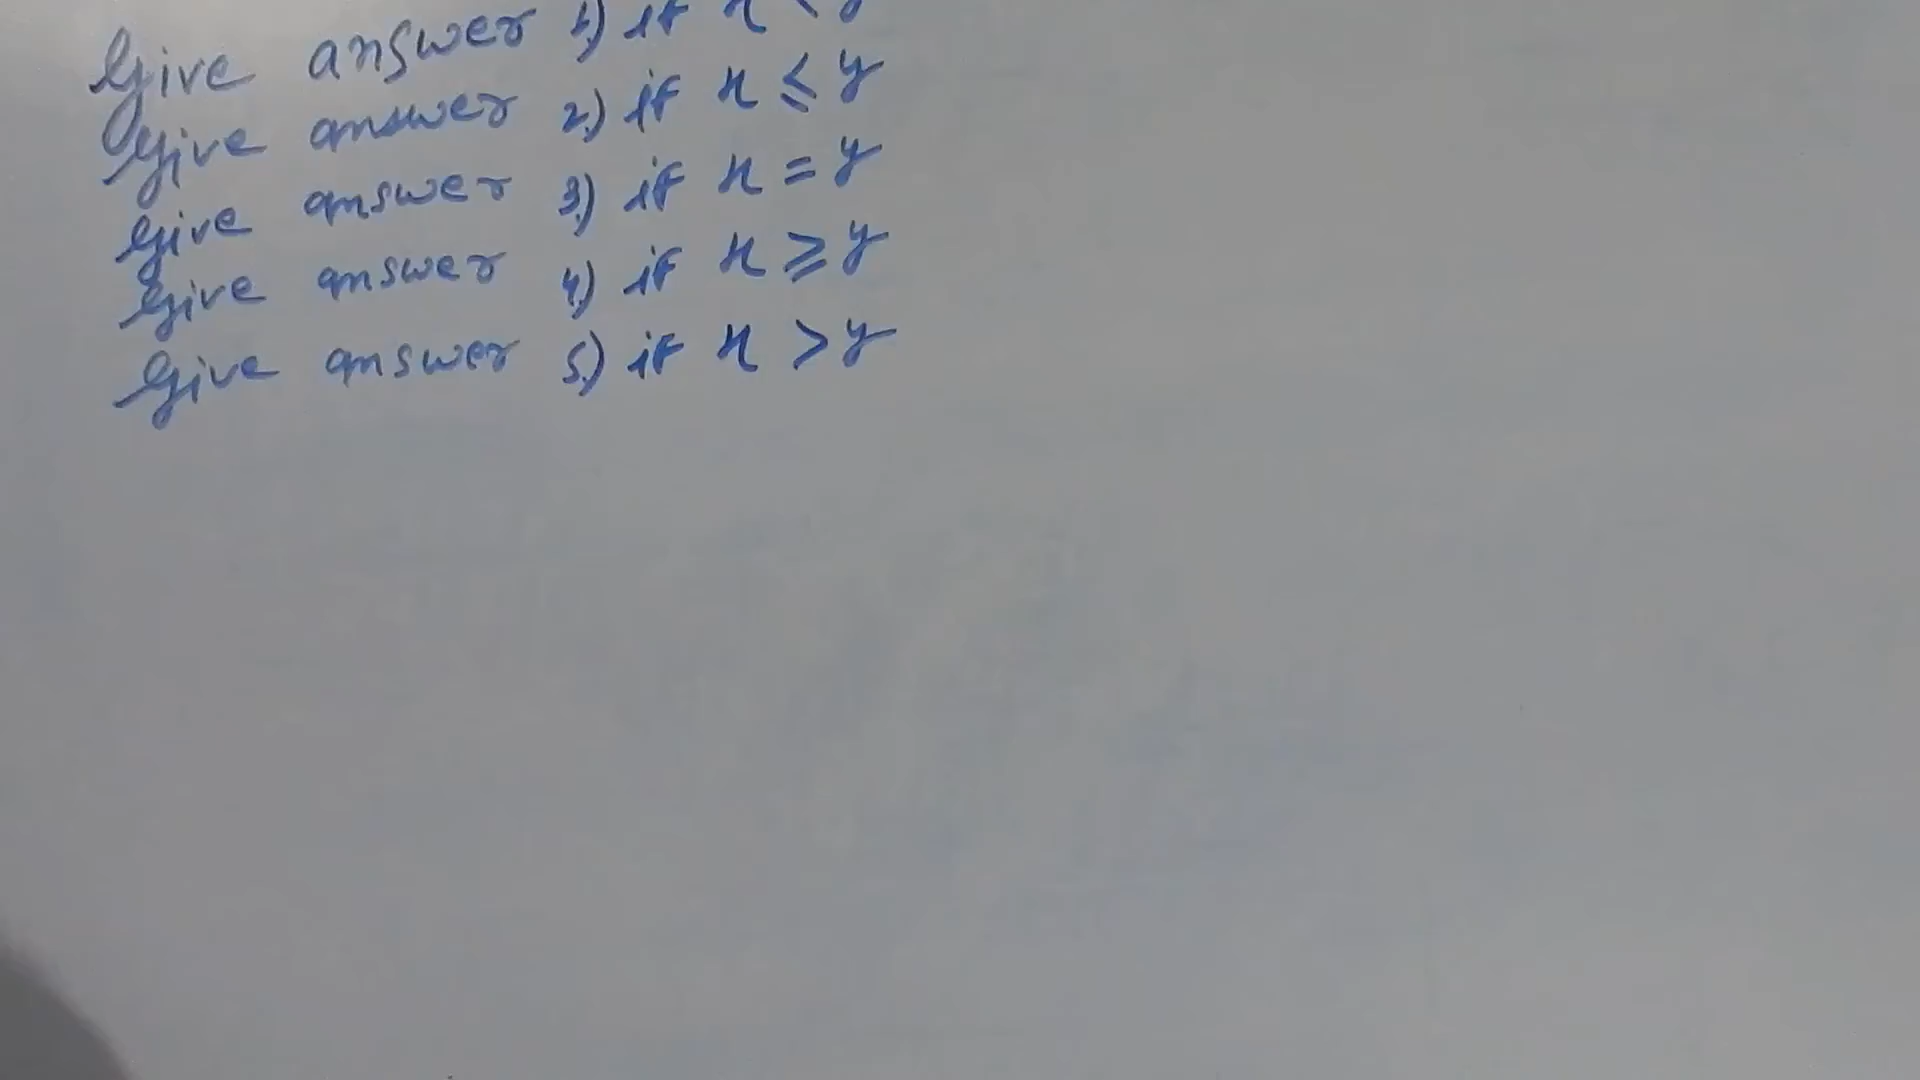 Give answer 1.) if x < y
Give answer 2.) if x ≤ y
Give answer 3.) if x = y
Give answer 4.) if x ≥ y
Give answer 5.) if x > y